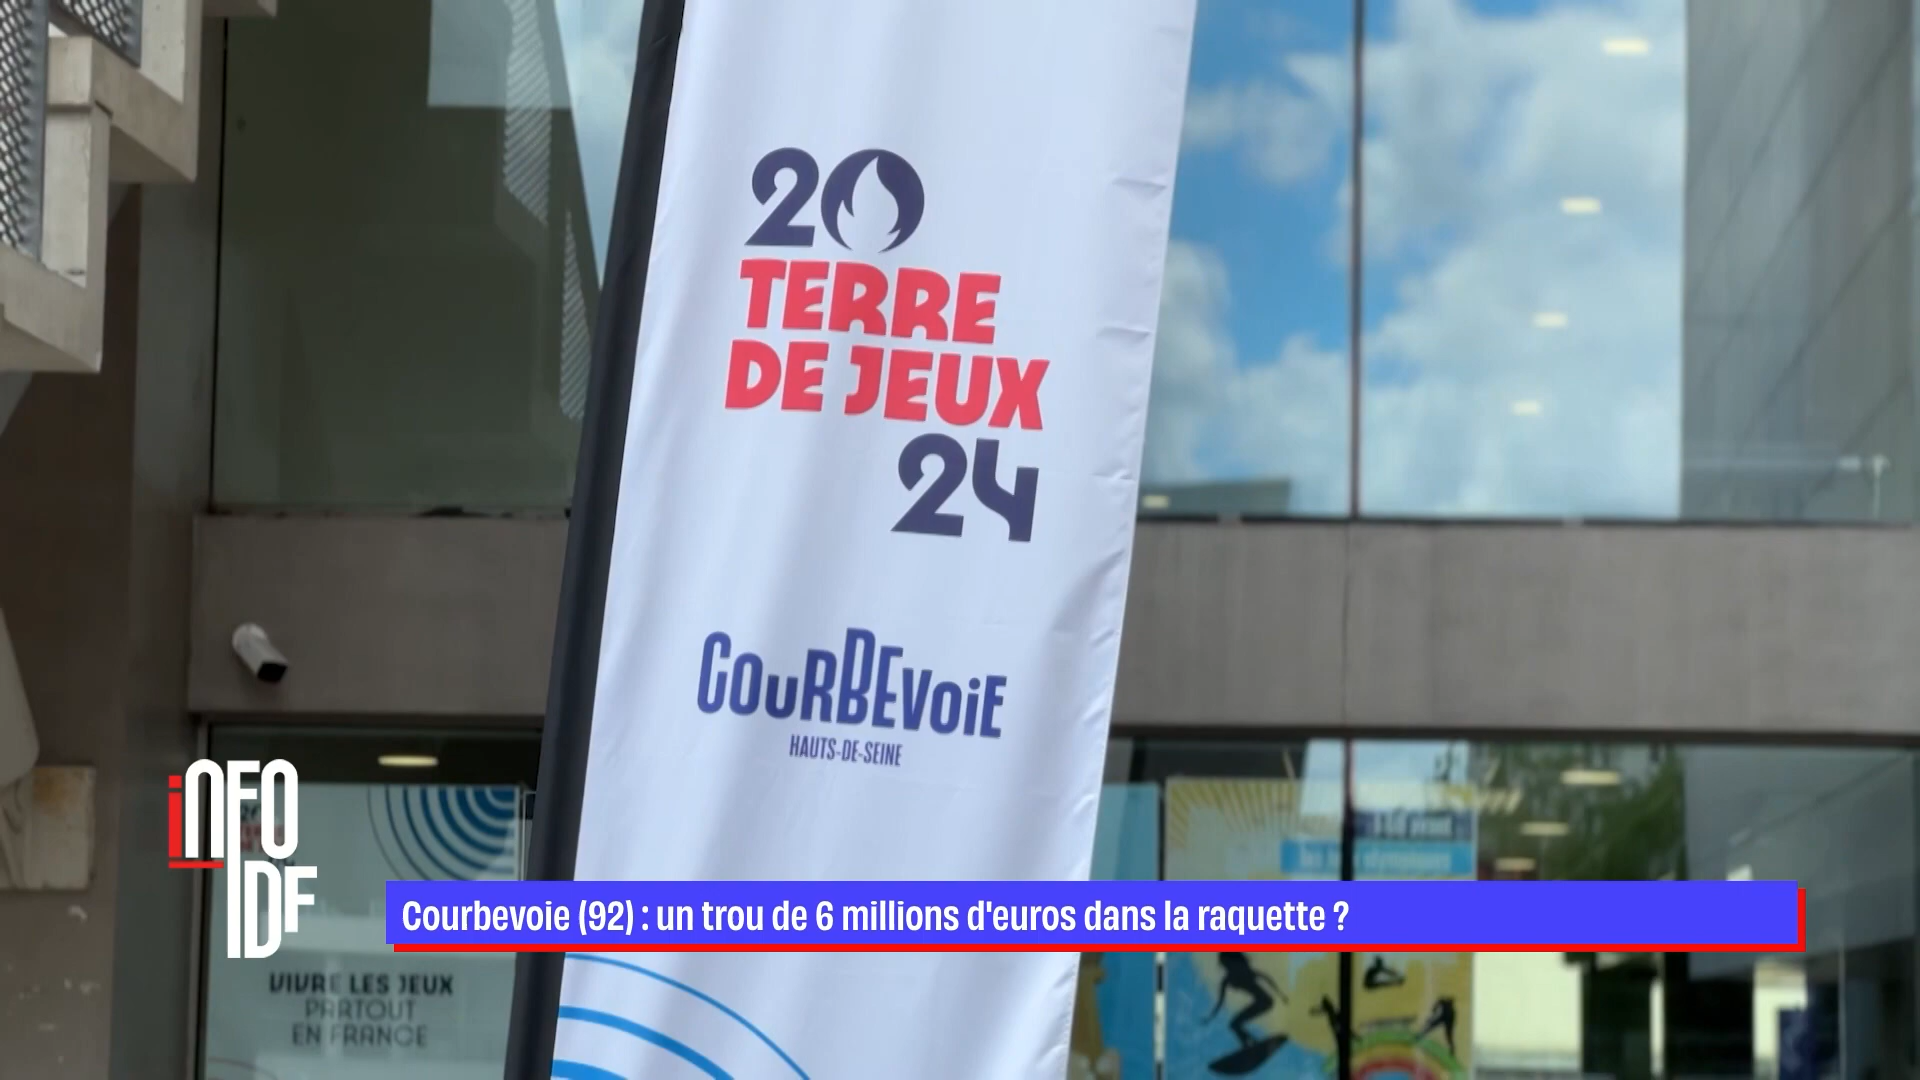 20
TERRE
DE JEUX
24
COURBEVOIE
HAUTS-DE-SEINE
iNFO
IDF
Courbevoie (92) : un trou de 6 millions d'euros dans la raquette ?
VIVRE LES JEUX
PARTOUT
EN FRANCE